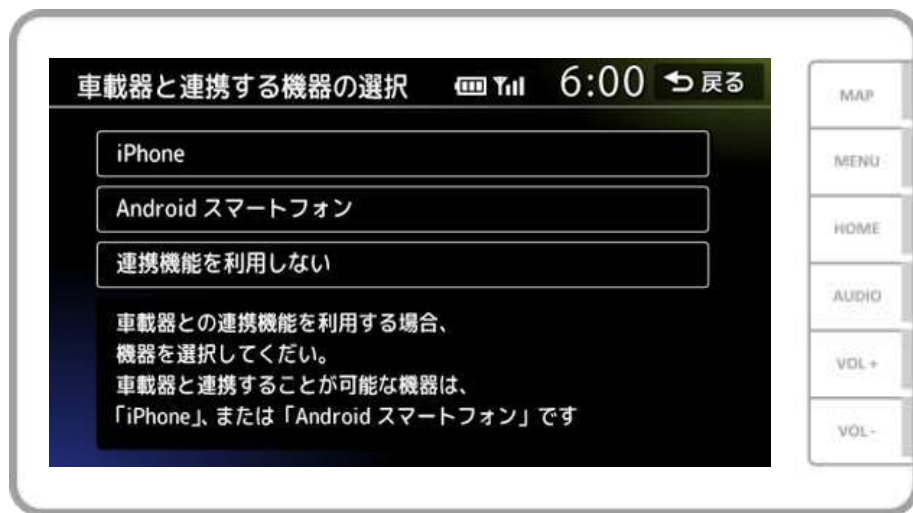 車載器と連携する機器の選択 6:00 戻る
iPhone
Android スマートフォン
連携機能を利用しない
車載器との連携機能を利用する場合、
機器を選択してくだい。
車載器と連携することが可能な機器は、
「iPhone」、または「Android スマートフォン」です
MAP
MENU
HOME
AUDIO
VOL +
VOL -